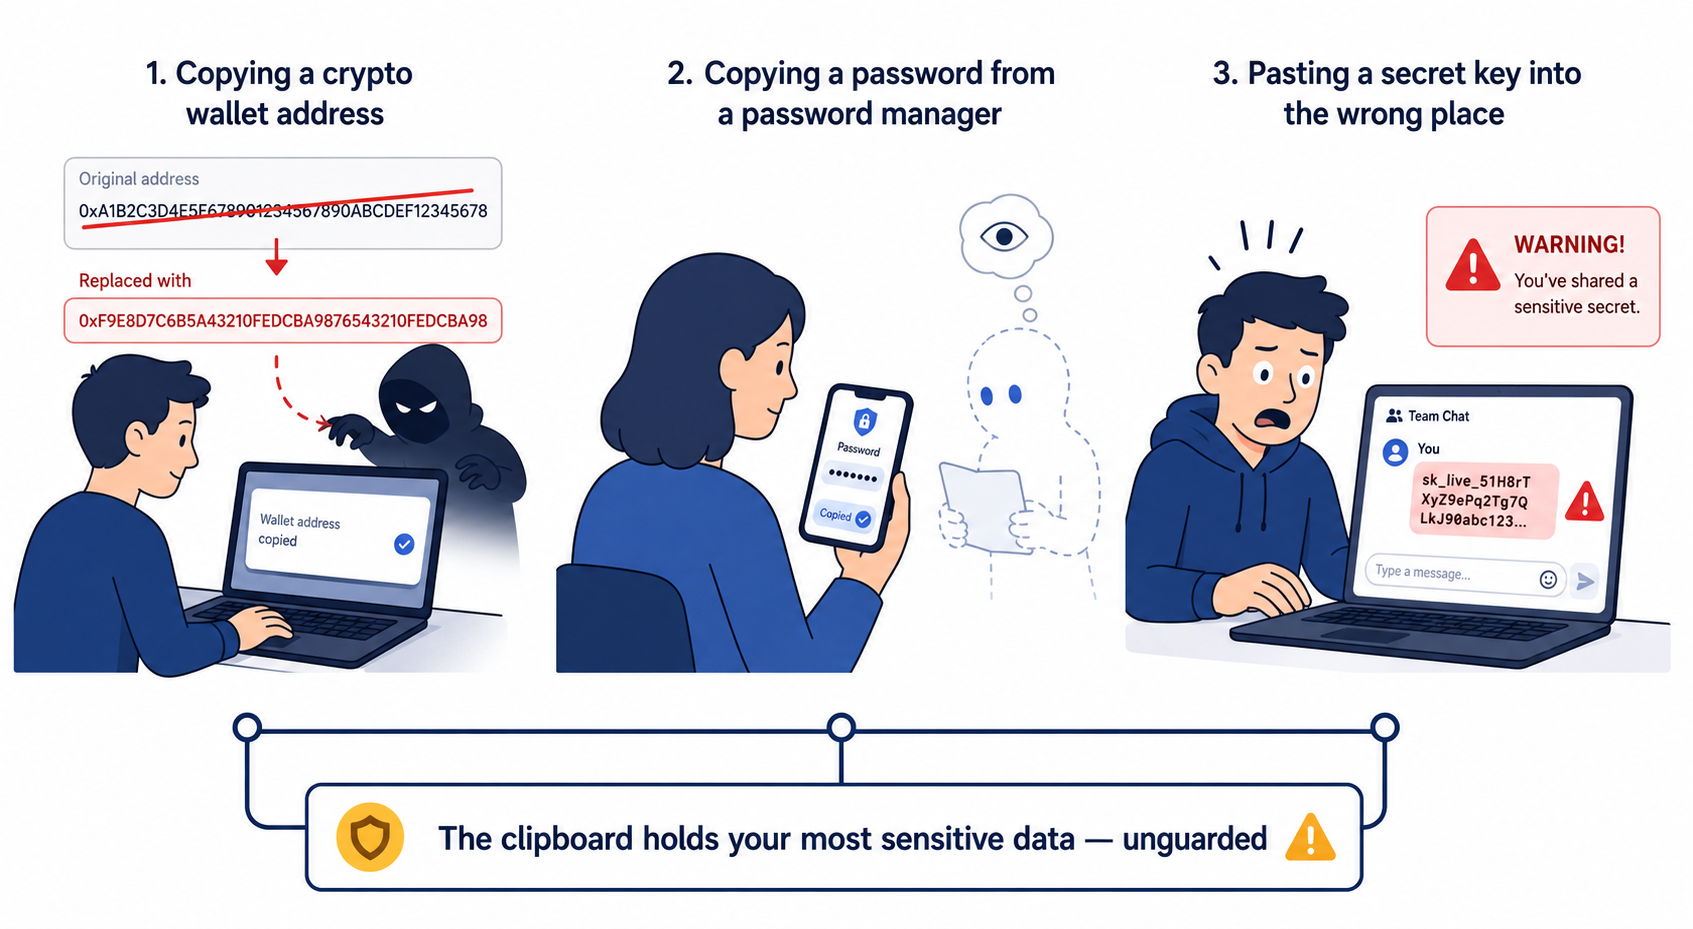 1. Copying a crypto
wallet address
Original address
0xA1B2C3D4E5F678901234567890ABCDEF12345678
Replaced with
0xF9E8D7C6B5A43210FEDCBA9876543210FEDCBA98
Wallet address
copied
2. Copying a password from
a password manager
Password
Copied
3. Pasting a secret key into
the wrong place
WARNING!
You've shared a
sensitive secret.
Team Chat
You
sk_live_51H8rT
XyZ9ePq2Tg7Q
LkJ90abc123...
Type a message...
The clipboard holds your most sensitive data — unguarded